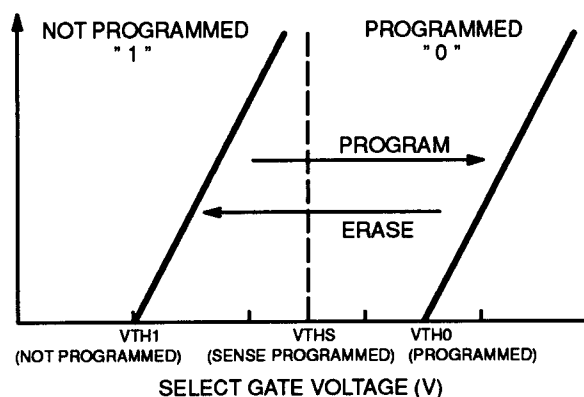 NOT PROGRAMMED
" 1 "
PROGRAMMED
" 0 "
PROGRAM
ERASE
VTH1
(NOT PROGRAMMED)
VTHS
(SENSE PROGRAMMED)
VTH0
(PROGRAMMED)
SELECT GATE VOLTAGE (V)